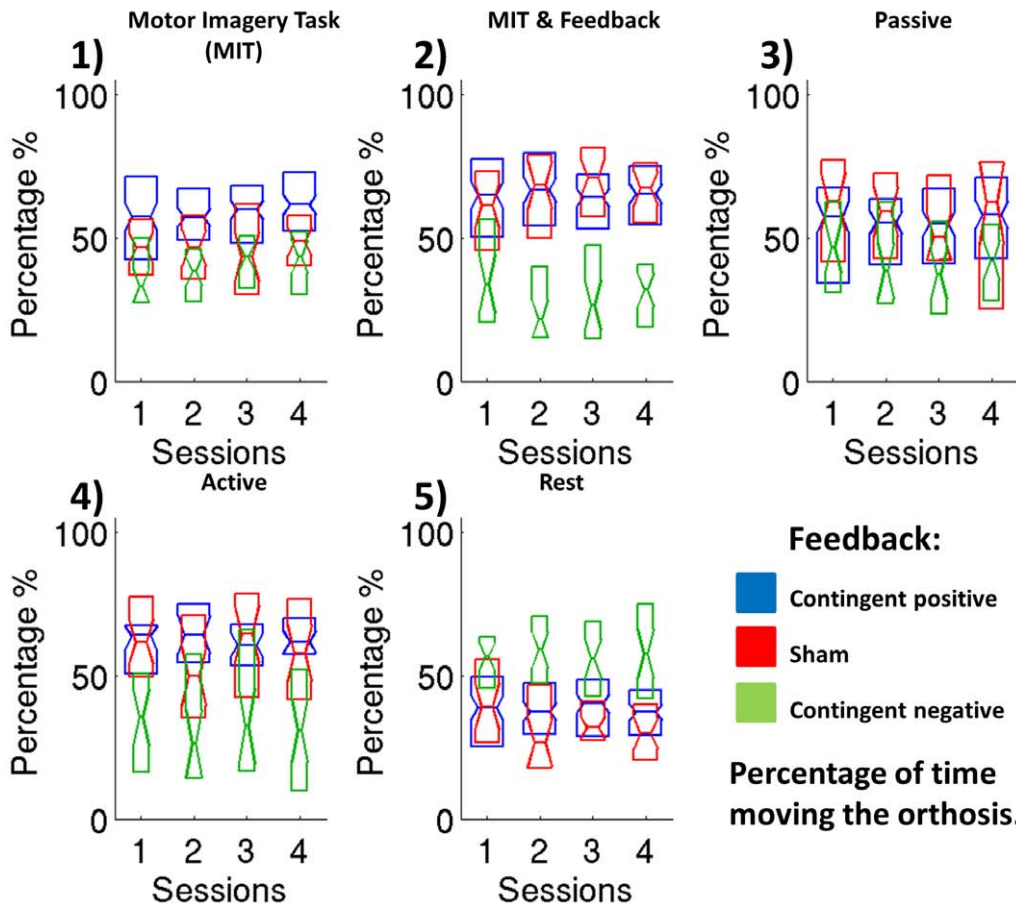 Motor Imagery Task
(MIT)
MIT & Feedback
Passive
1)
2)
3)
100
50
0
Percentage %
1 2 3 4
Sessions
100
50
0
Percentage %
1 2 3 4
Sessions
100
50
0
Percentage %
1 2 3 4
Sessions
Active
Rest
4)
5)
100
50
0
Percentage %
1 2 3 4
Sessions
100
50
0
Percentage %
1 2 3 4
Sessions
Feedback:
Contingent positive
Sham
Contingent negative
Percentage of time
moving the orthosis.